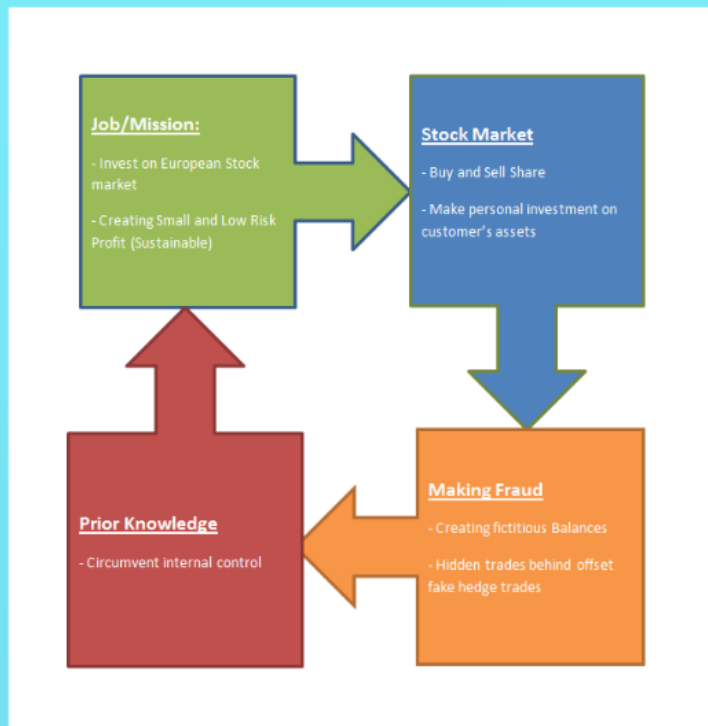 Job/Mission:
- Invest on European Stock
market
- Creating Small and Low Risk
Profit (Sustainable)
Stock Market
- Buy and Sell Share
- Make personal investment on
customer's assets
Making Fraud
- Creating fictitious Balances
- Hidden trades behind offset
fake hedge trades
Prior Knowledge
- Circumvent internal control